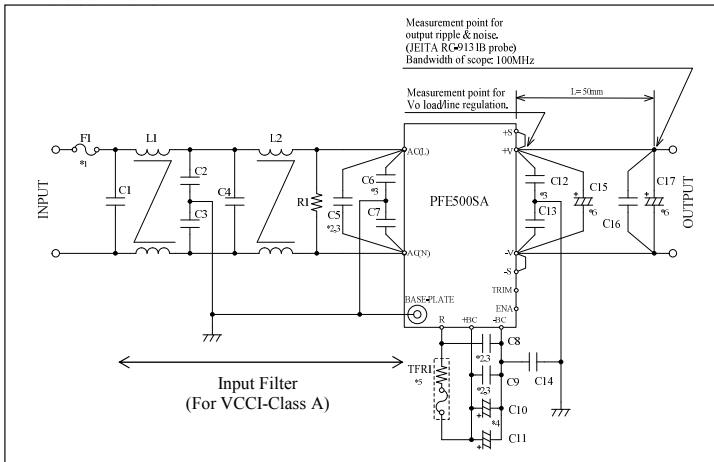 Measurement point for
output ripple & noise.
(JEITA RC-9131B probe)
Bandwidth of scope: 100MHz
Measurement point for
Vo load/line regulation.
L=50mm
F1
*1
L1
L2
C1
C2
C3
C4
R1
C5
*2,3
C6
*3
C7
AC(L)
AC(N)
PFE500SA
+S
+V
-V
-S
TRIM
ENA
BASE-PLATE
R
+BC
-BC
C12
*3
C13
C15
*6
C16
C17
*6
INPUT
OUTPUT
C8
*2,3
C9
*2,3
C10
*4
C11
C14
TFR1
*5
Input Filter
(For VCCI-Class A)